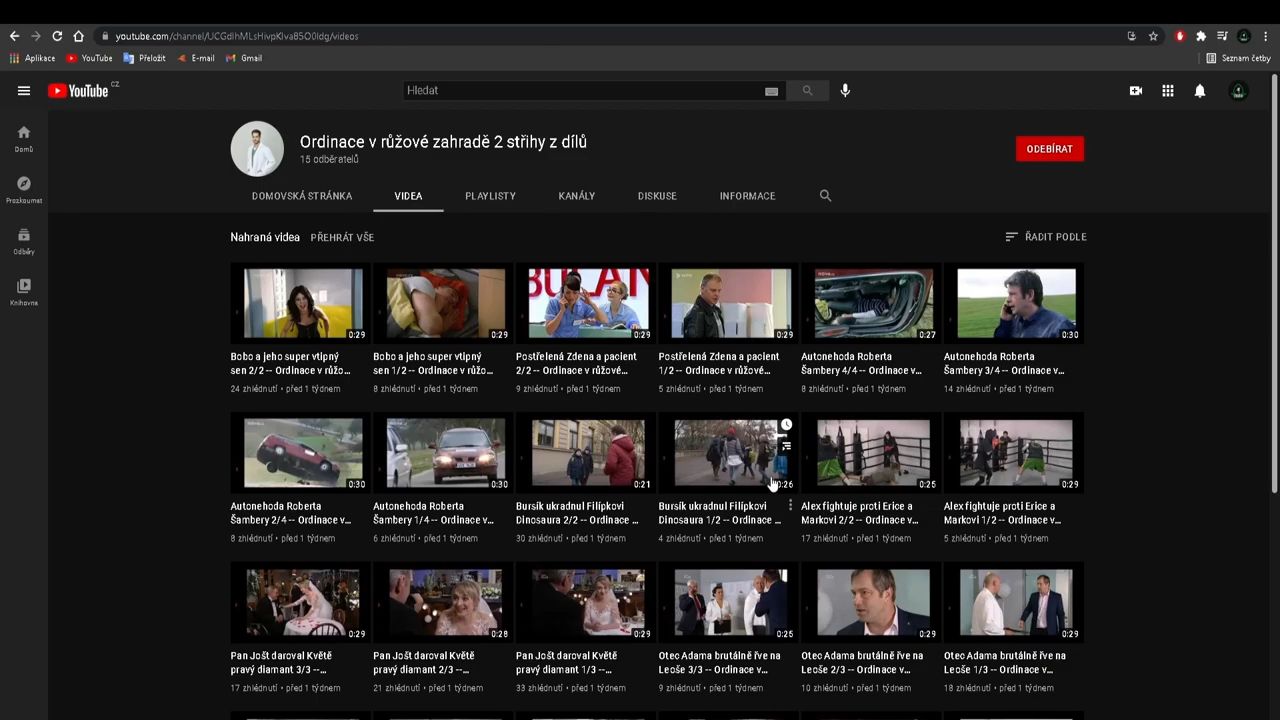 youtube.com/channel/UCGdIhMLsHivpKIva85O0Idg/videos
Aplikace YouTube Přeložit E-mail Gmail Seznam četby
YouTube CZ Hledat
Domů
Prozkoumat
Odběry
Knihovna
Ordinace v růžové zahradě 2 střihy z dílů
15 odběratelů
ODEBÍRAT
DOMOVSKÁ STRÁNKA VIDEA PLAYLISTY KANÁLY DISKUSE INFORMACE
Nahraná videa PŘEHRÁT VŠE ŘADIT PODLE
0:29 0:29 0:29 0:29 0:27 0:30
Bobo a jeho super vtipný
sen 2/2 -- Ordinace v růžo...
24 zhlédnutí • před 1 týdnem
Bobo a jeho super vtipný
sen 1/2 -- Ordinace v růžo...
8 zhlédnutí • před 1 týdnem
Postřelená Zdena a pacient
2/2 -- Ordinace v růžové...
9 zhlédnutí • před 1 týdnem
Postřelená Zdena a pacient
1/2 -- Ordinace v růžové...
5 zhlédnutí • před 1 týdnem
Autonehoda Roberta
Šambery 4/4 -- Ordinace v...
8 zhlédnutí • před 1 týdnem
Autonehoda Roberta
Šambery 3/4 -- Ordinace v...
14 zhlédnutí • před 1 týdnem
0:30 0:30 0:21 0:26 0:25 0:29
Autonehoda Roberta
Šambery 2/4 -- Ordinace v...
8 zhlédnutí • před 1 týdnem
Autonehoda Roberta
Šambery 1/4 -- Ordinace v...
6 zhlédnutí • před 1 týdnem
Bursík ukradnul Filípkovi
Dinosaura 2/2 -- Ordinace ...
30 zhlédnutí • před 1 týdnem
Bursík ukradnul Filípkovi
Dinosaura 1/2 -- Ordinace ...
4 zhlédnutí • před 1 týdnem
Alex fightuje proti Erice a
Markovi 2/2 -- Ordinace v...
17 zhlédnutí • před 1 týdnem
Alex fightuje proti Erice a
Markovi 1/2 -- Ordinace v...
5 zhlédnutí • před 1 týdnem
0:29 0:28 0:29 0:25 0:29 0:29
Pan Jošt daroval Květě
pravý diamant 3/3 --...
17 zhlédnutí • před 1 týdnem
Pan Jošt daroval Květě
pravý diamant 2/3 --...
21 zhlédnutí • před 1 týdnem
Pan Jošt daroval Květě
pravý diamant 1/3 --...
33 zhlédnutí • před 1 týdnem
Otec Adama brutálně řve na
Leoše 3/3 -- Ordinace v...
9 zhlédnutí • před 1 týdnem
Otec Adama brutálně řve na
Leoše 2/3 -- Ordinace v...
10 zhlédnutí • před 1 týdnem
Otec Adama brutálně řve na
Leoše 1/3 -- Ordinace v...
18 zhlédnutí • před 1 týdnem